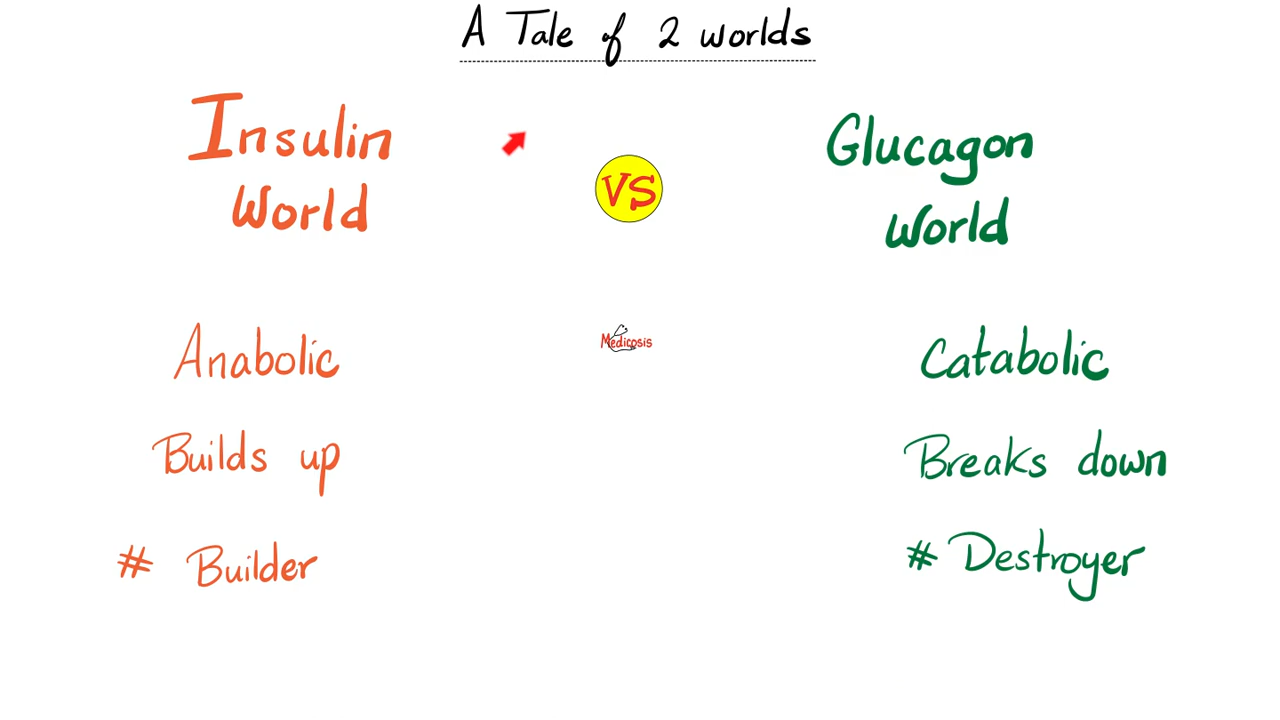 A Tale of 2 worlds
Insulin World
VS
Glucagon World
Medicosis
Anabolic
Catabolic
Builds up
Breaks down
# Builder
# Destroyer